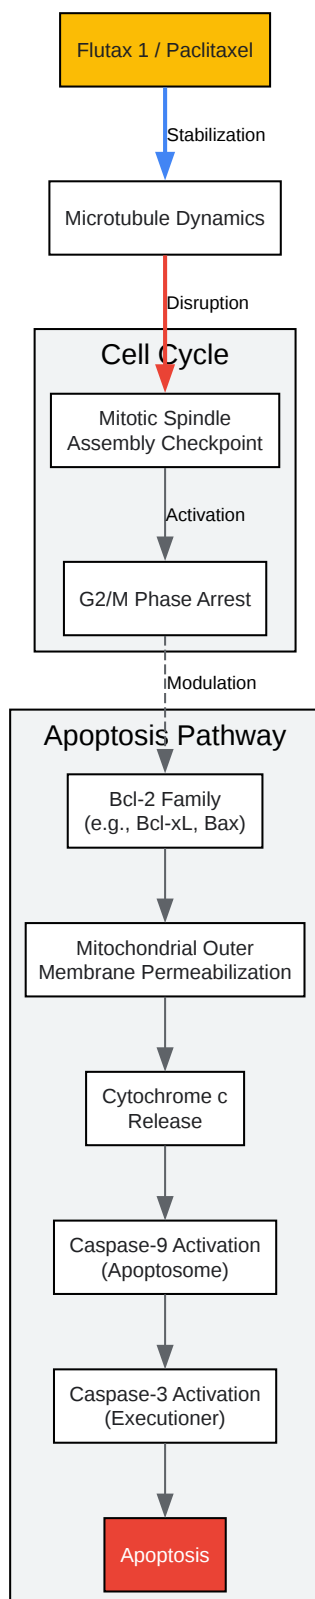 Flutax 1 / Paclitaxel
Stabilization
Microtubule Dynamics
Disruption
Cell Cycle
Mitotic Spindle
Assembly Checkpoint
Activation
G2/M Phase Arrest
Modulation
Apoptosis Pathway
Bcl-2 Family
(e.g., Bcl-xL, Bax)
Mitochondrial Outer
Membrane Permeabilization
Cytochrome c
Release
Caspase-9 Activation
(Apoptosome)
Caspase-3 Activation
(Executioner)
Apoptosis